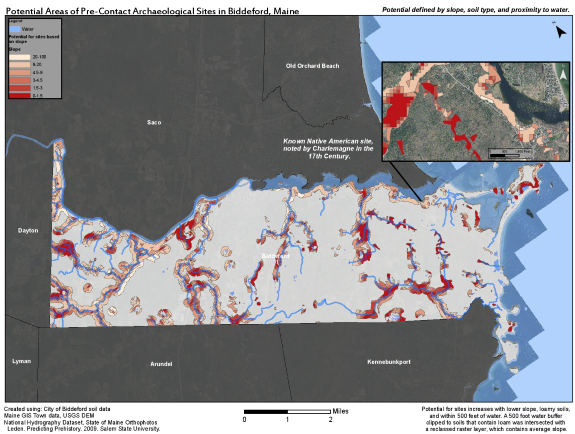 Potential Areas of Pre-Contact Archaeological Sites in Biddeford, Maine
Potential defined by slope, soil type, and proximity to water.
Legend
Water
Potential for sites based
on slope
Slope
20-100
9-20
4.5-9
3-4.5
1.5-3
0-1.5
Old Orchard Beach
Saco
Known Native American site,
noted by Charlemagne in the
17th Century.
Dayton
Biddeford
Lyman
Arundel
Kennebunkport
Created using: City of Biddeford soil data
Maine GIS Town data, USGS DEM
National Hydrography Dataset, State of Maine Orthophotos
Leden. Predicting Prehistory. 2009. Salem State University.
Miles
0 1 2
Potential for sites increases with lower slope, loamy soils,
and within 500 feet of water. A 500 foot water buffer
clipped to soils that contain loam was intersected with
a reclassed raster layer, which contains average slope.